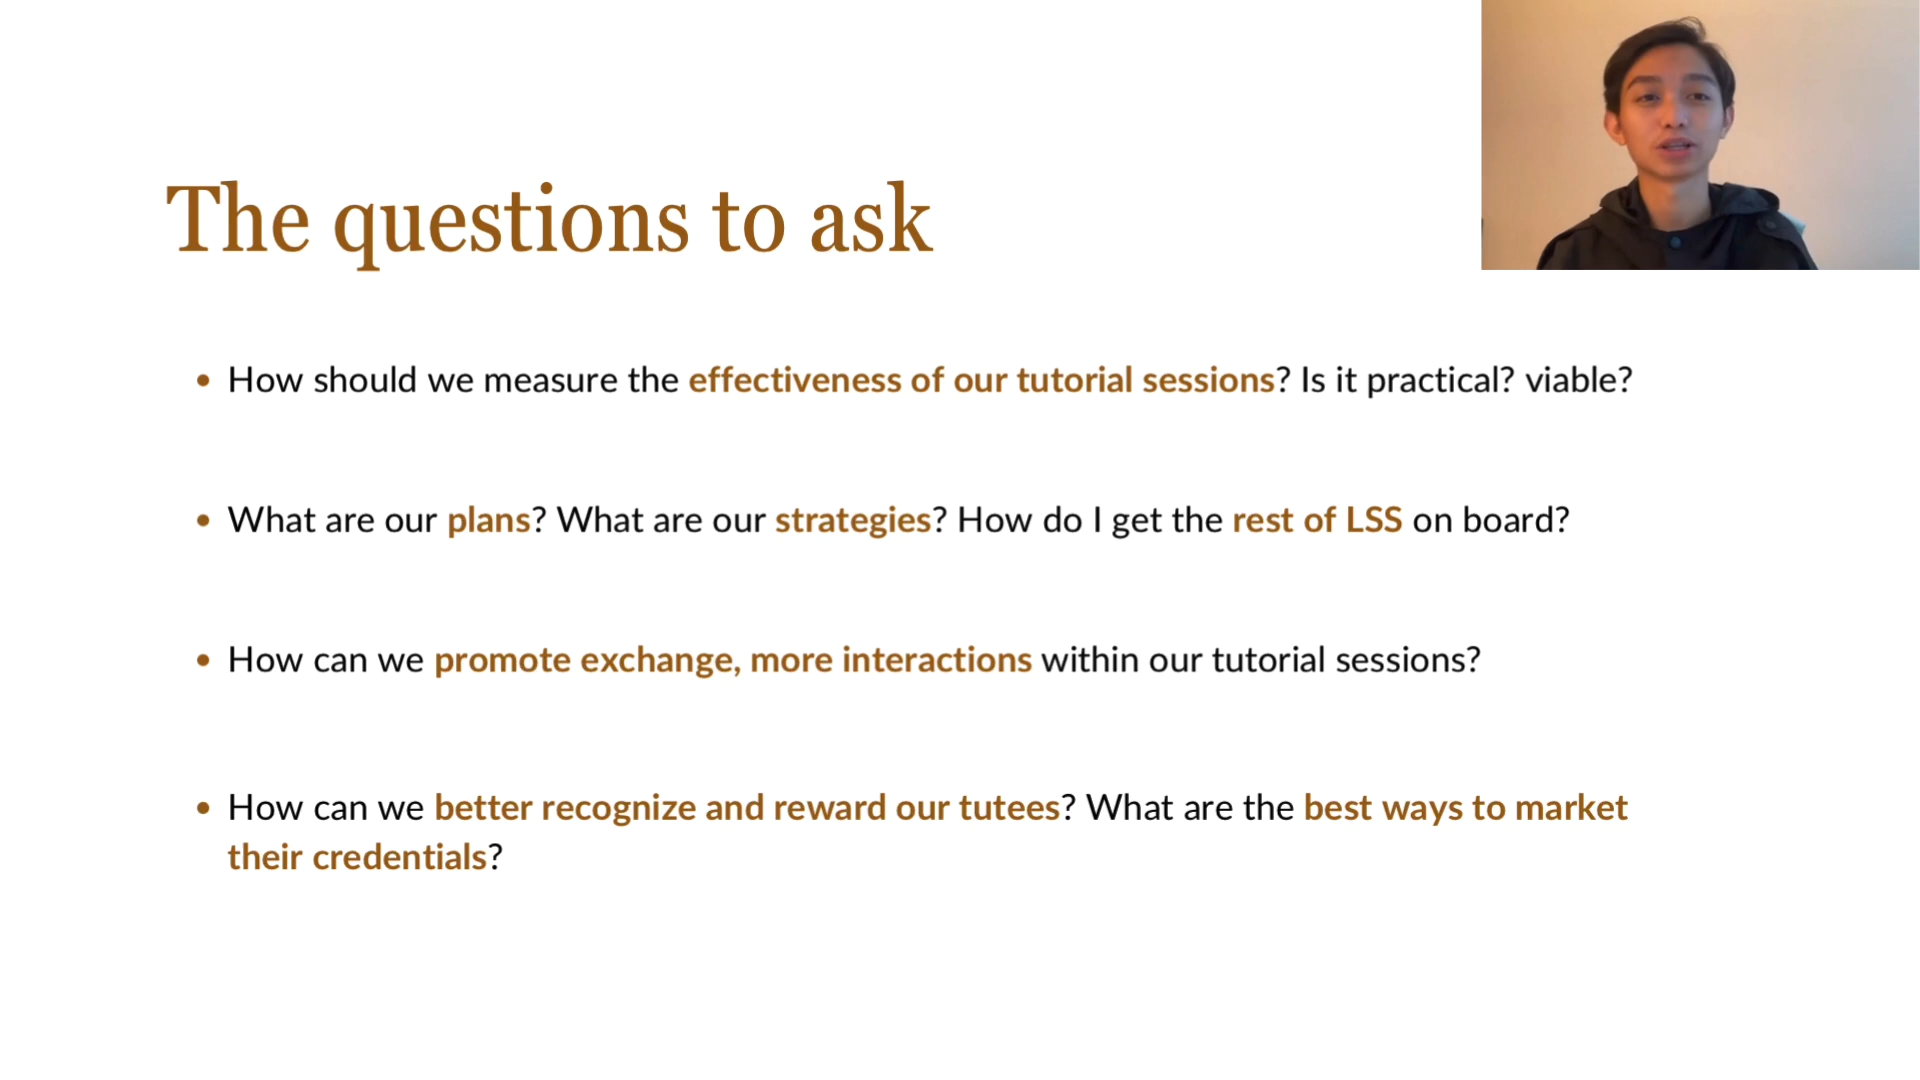 The questions to ask
• How should we measure the effectiveness of our tutorial sessions? Is it practical? viable?
• What are our plans? What are our strategies? How do I get the rest of LSS on board?
• How can we promote exchange, more interactions within our tutorial sessions?
• How can we better recognize and reward our tutees? What are the best ways to market
their credentials?